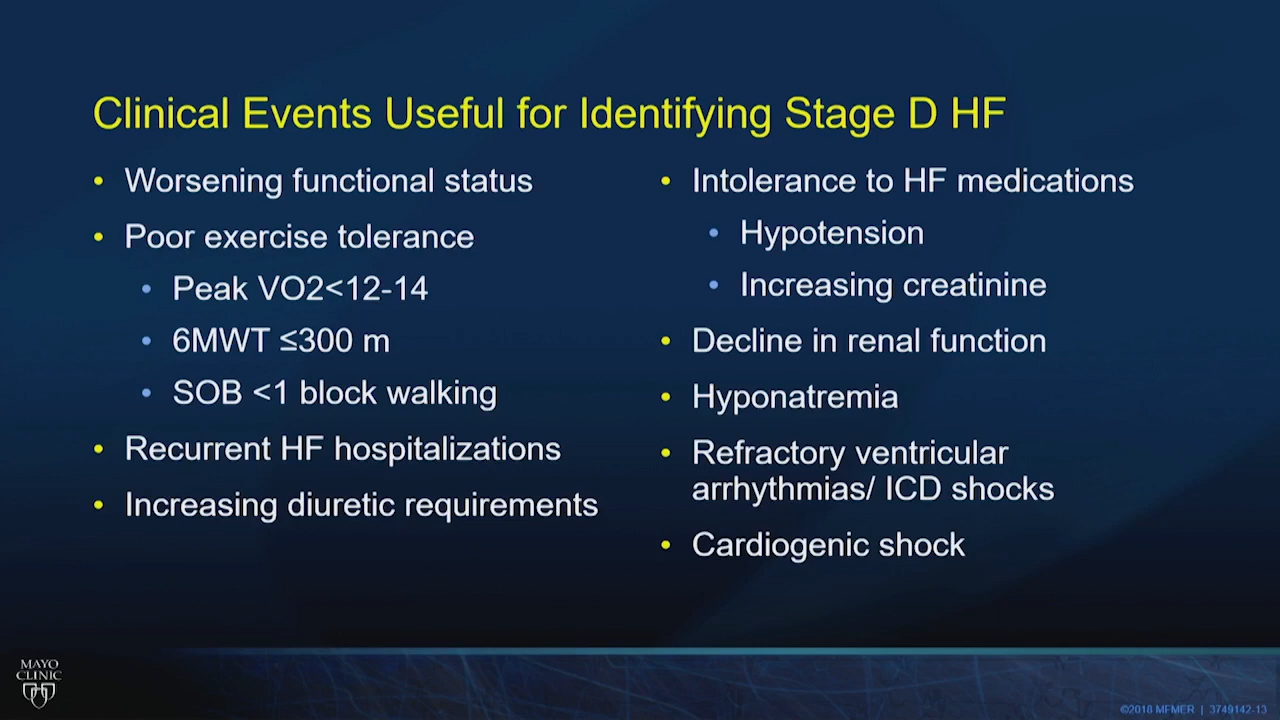 Clinical Events Useful for Identifying Stage D HF
• Worsening functional status
• Poor exercise tolerance
• Peak VO2<12-14
• 6MWT ≤300 m
• SOB <1 block walking
• Recurrent HF hospitalizations
• Increasing diuretic requirements
• Intolerance to HF medications
• Hypotension
• Increasing creatinine
• Decline in renal function
• Hyponatremia
• Refractory ventricular
arrhythmias/ ICD shocks
• Cardiogenic shock
MAYO
CLINIC
©2018 MFMER | 3749142-13